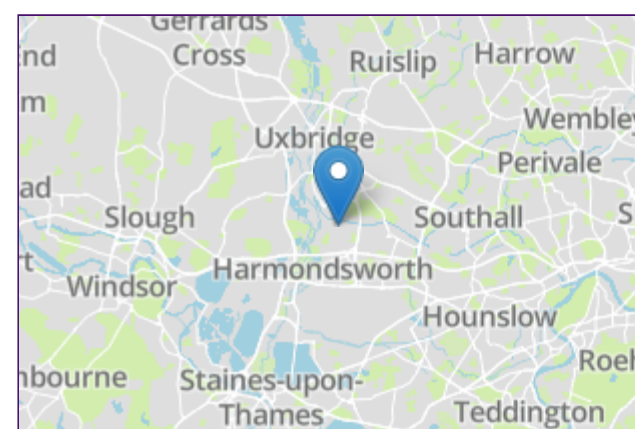 Gerrards
Cross
Ruislip
Harrow
Uxbridge
Wembley
Perivale
Slough
Southall
Windsor
Harmondsworth
Hounslow
Staines-upon-
Thames
Teddington